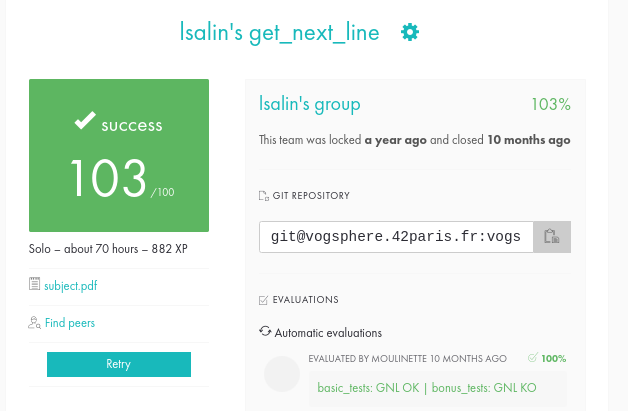 lsalin's get_next_line
success
103 /100
Solo – about 70 hours – 882 XP
subject.pdf
Find peers
Retry
lsalin's group 103%
This team was locked a year ago and closed 10 months ago
GIT REPOSITORY
git@vogsphere.42paris.fr:vogs
EVALUATIONS
Automatic evaluations
EVALUATED BY MOULINETTE 10 MONTHS AGO 100%
basic_tests: GNL OK | bonus_tests: GNL KO